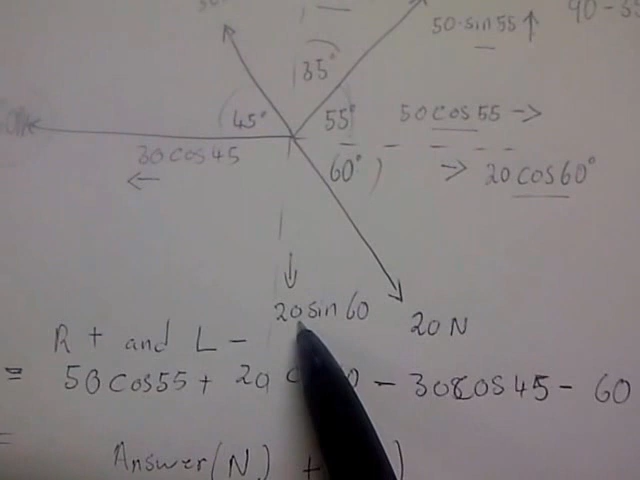 50 sin 55 ↑
35°
45°
55°
50 cos 55 →
30 cos 45
←
60°
→ 20 cos 60°
↓
20 sin 60
20 N
R + and L -
= 50 cos 55 + 20 - 30 cos 45 - 60
=
Answer (N) +